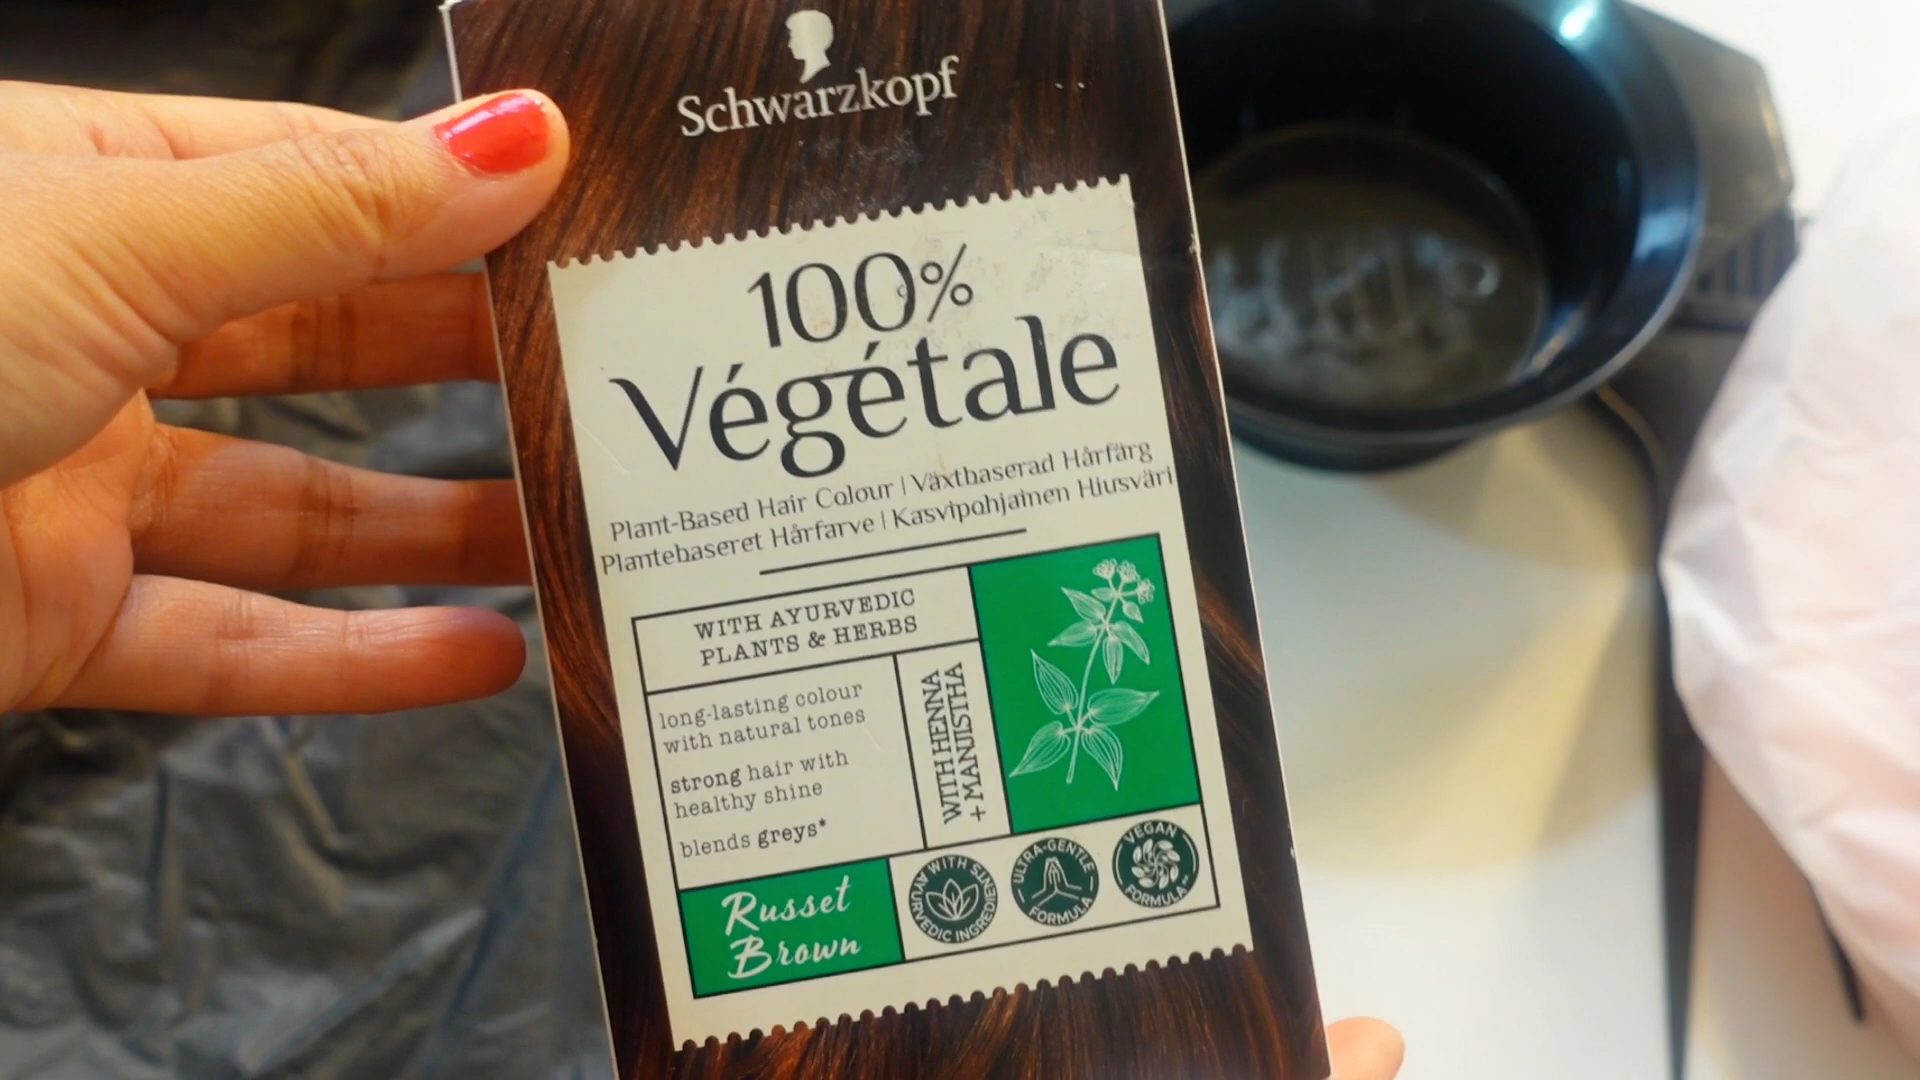 Schwarzkopf
100%
Végétale
Plant-Based Hair Colour | Växtbaserad Hårfärg
Plantebaseret Hårfarve | Kasvipohjainen Hiusväri
WITH AYURVEDIC
PLANTS & HERBS
long-lasting colour
with natural tones
strong hair with
healthy shine
blends greys*
WITH HENNA
+ MANJISTHA
Russet
Brown
WITH AYURVEDIC INGREDIENTS
ULTRA-GENTLE FORMULA
VEGAN FORMULA**